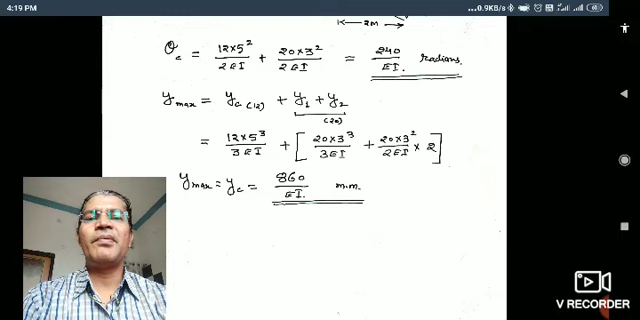 4:19 PM
...0.9KB/s
2M
θc = 12×5²/2EI + 20×3²/2EI = 240/EI. radians.
ymax = yc(12) + y1 + y2
(20)
= 12×5³/3EI + [20×3³/3EI + 20×3²/2EI × 2]
ymax = yc = 860/EI. m.m.
V RECORDER